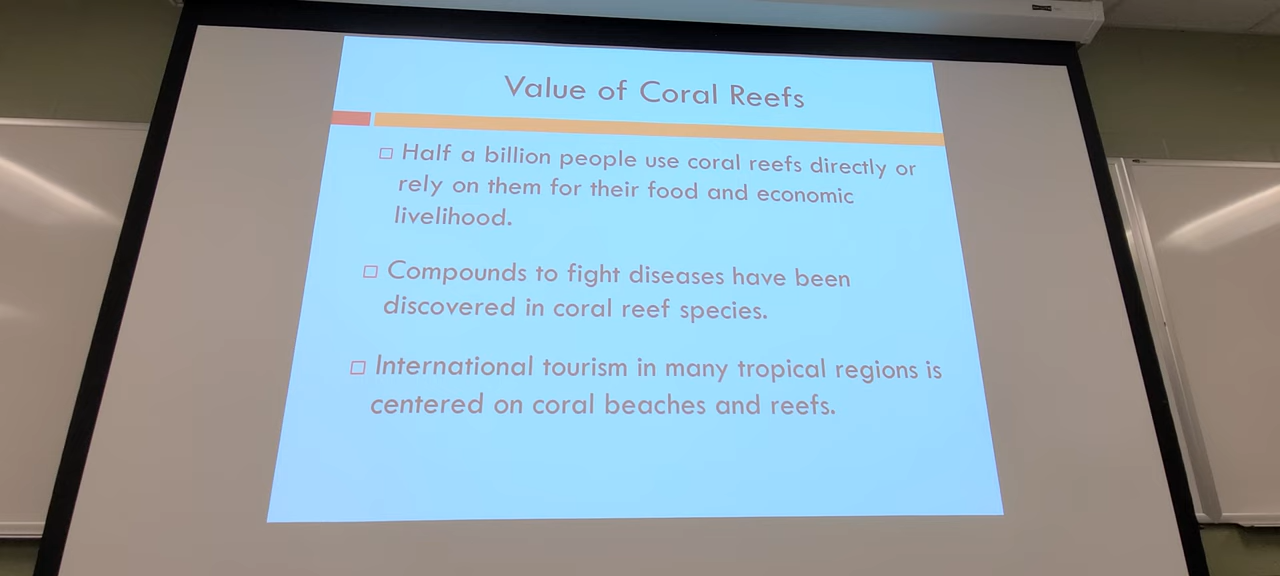 Value of Coral Reefs
Half a billion people use coral reefs directly or
rely on them for their food and economic
livelihood.
Compounds to fight diseases have been
discovered in coral reef species.
International tourism in many tropical regions is
centered on coral beaches and reefs.